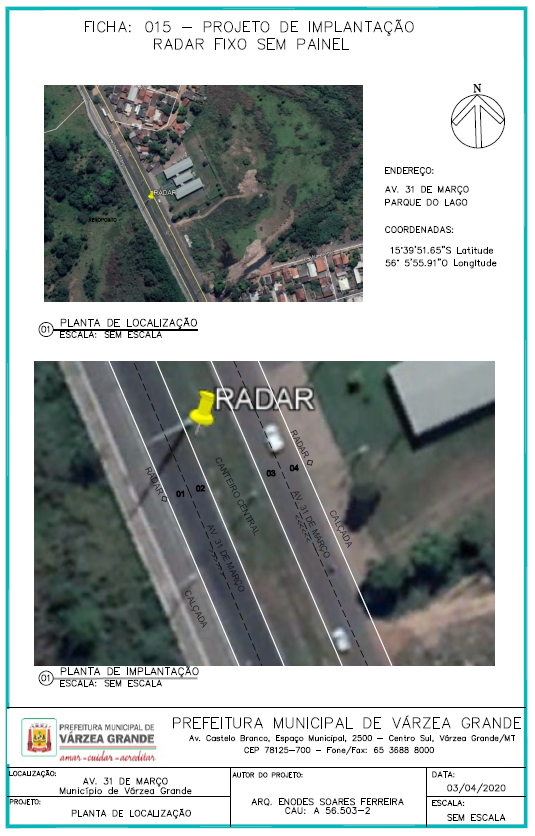 FICHA: 015 – PROJETO DE IMPLANTAÇÃO
RADAR FIXO SEM PAINEL
N
RADAR
AEROPORTO
ENDEREÇO:
AV. 31 DE MARÇO
PARQUE DO LAGO
COORDENADAS:
15°39'51.65"S Latitude
56° 5'55.91"O Longitude
01 PLANTA DE LOCALIZAÇÃO
ESCALA: SEM ESCALA
RADAR
RADAR
RADAR
01
02
03
04
CANTEIRO CENTRAL
AV. 31 DE MARÇO
AV. 31 DE MARÇO
CALÇADA
CALÇADA
01 PLANTA DE IMPLANTAÇÃO
ESCALA: SEM ESCALA
PREFEITURA MUNICIPAL DE
VÁRZEA GRANDE
amar - cuidar - acreditar
PREFEITURA MUNICIPAL DE VÁRZEA GRANDE
Av. Castelo Branco, Espaço Municipal, 2500 – Centro Sul, Várzea Grande/MT
CEP 78125-700 – Fone/Fax: 65 3688 8000
LOCALIZAÇÃO:
AV. 31 DE MARÇO
Município de Várzea Grande
PROJETO:
PLANTA DE LOCALIZAÇÃO
AUTOR DO PROJETO:
ARQ. ENODES SOARES FERREIRA
CAU: A 56.503-2
DATA:
03/04/2020
ESCALA:
SEM ESCALA